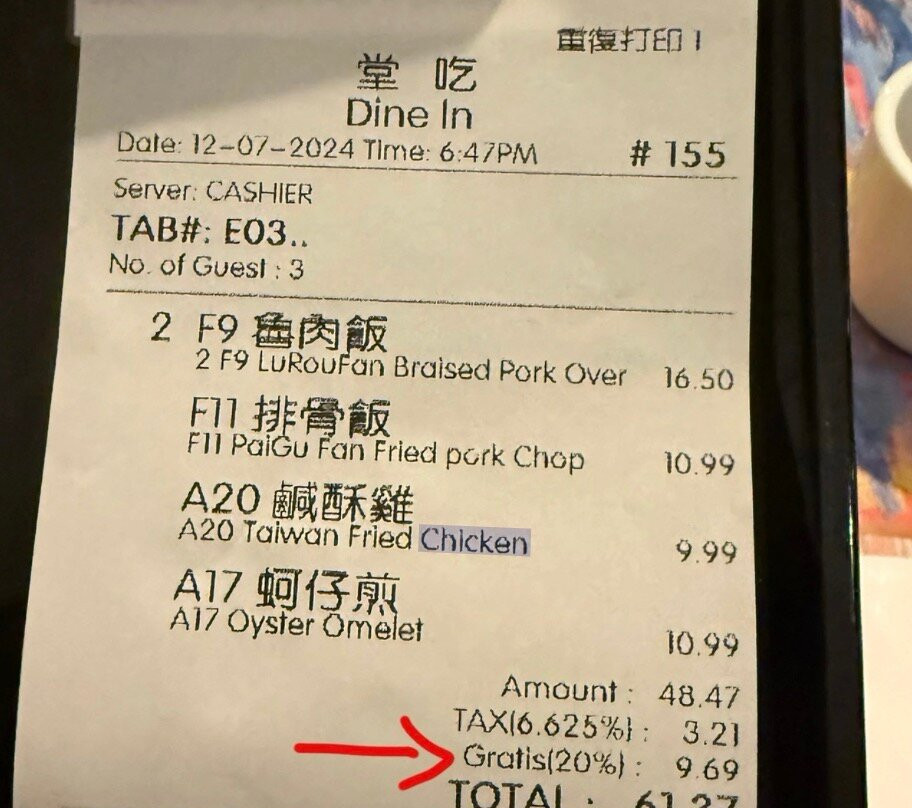 重復打印 1
堂 吃
Dine In
Date: 12-07-2024 Time: 6:47PM # 155
Server: CASHIER
TAB#: E03..
No. of Guest : 3
2 F9 魯肉飯
2 F9 LuRouFan Braised Pork Over 16.50
F11 排骨飯
F11 PaiGu Fan Fried pork Chop 10.99
A20 鹹酥雞
A20 Taiwan Fried Chicken 9.99
A17 蚵仔煎
A17 Oyster Omelet 10.99
Amount : 48.47
TAX(6.625%) : 3.21
Gratis(20%) : 9.69
TOTAL : 61.37